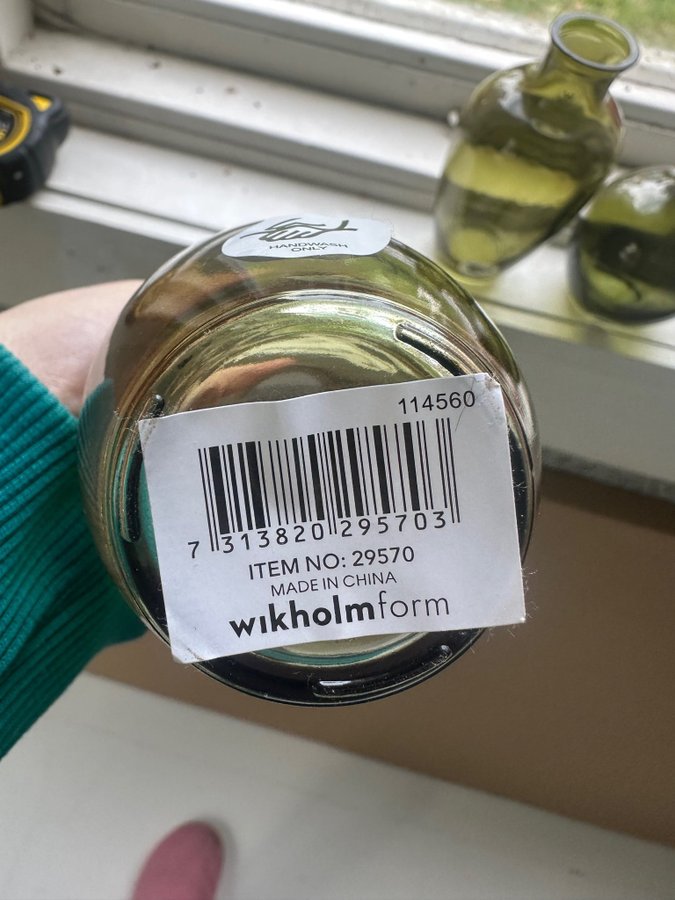 HANDWASH
ONLY
114560
7 313820 295703
ITEM NO: 29570
MADE IN CHINA
wikholmform